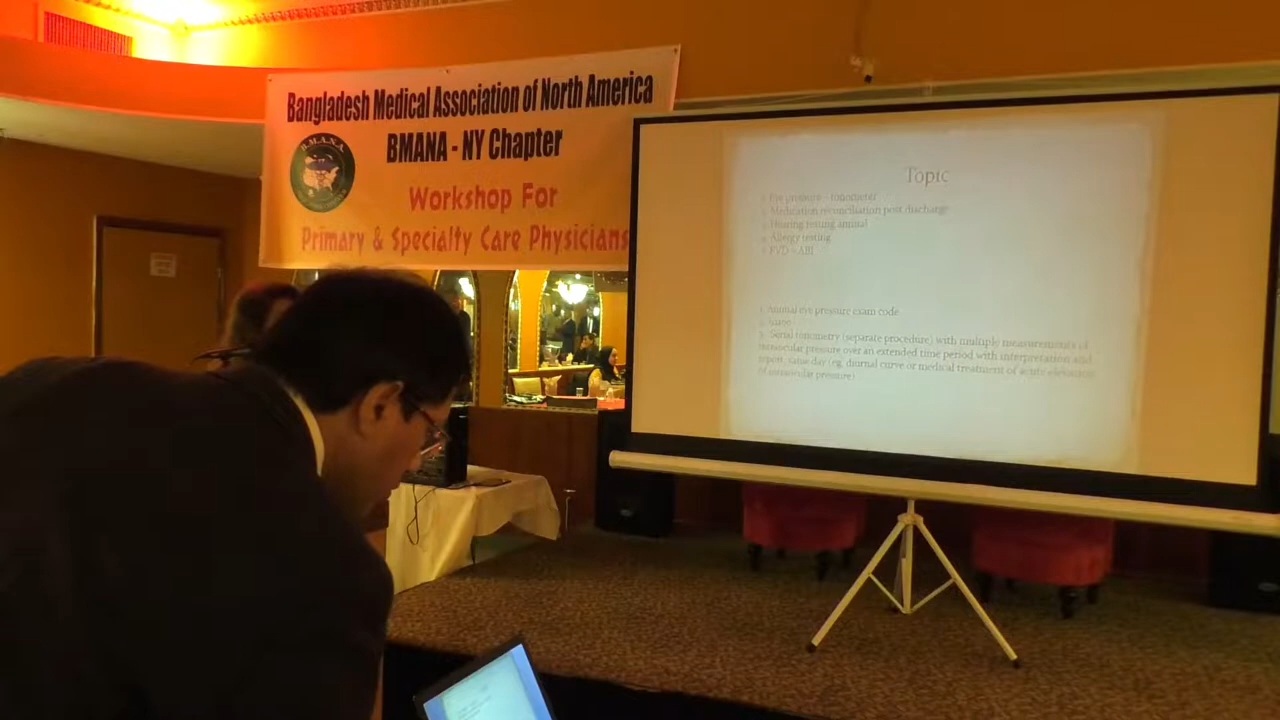 Bangladesh Medical Association of North America
BMANA - NY Chapter
B.M.A.N.A.
Workshop For
Primary & Specialty Care Physicians
Topic
Eye pressure - tonometer
Medication reconciliation post discharge
Hearing testing annual
Allergy testing
PVD - ABI
Annual eye pressure exam code
Serial tonometry (separate procedure) with multiply measurements of
intraocular pressure over an extended time period with interpretation and
report, same day (eg, diurnal curve or medical treatment of acute elevation
of intraocular pressure)